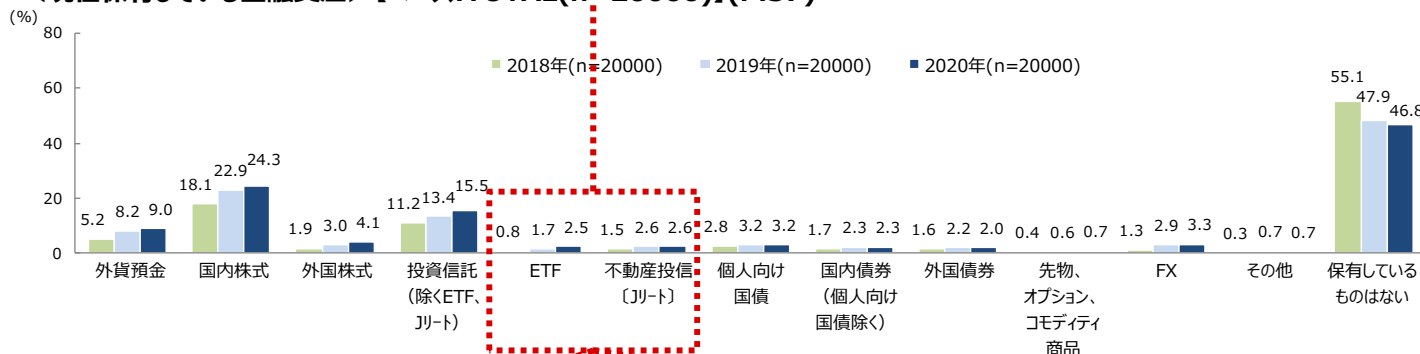 (%)
80
60
40
20
0
2018年(n=20000) 2019年(n=20000) 2020年(n=20000)
5.2 8.2 9.0
18.1 22.9 24.3
1.9 3.0 4.1
11.2 13.4 15.5
0.8 1.7 2.5
1.5 2.6 2.6
2.8 3.2 3.2
1.7 2.3 2.3
1.6 2.2 2.0
0.4 0.6 0.7
1.3 2.9 3.3
0.3 0.7 0.7
55.1 47.9 46.8
外貨預金
国内株式
外国株式
投資信託
(除くETF、
Jリート)
ETF
不動産投信
〔Jリート〕
個人向け
国債
国内債券
(個人向け
国債除く)
外国債券
先物、
オプション、
コモディティ
商品
FX
その他
保有している
ものはない